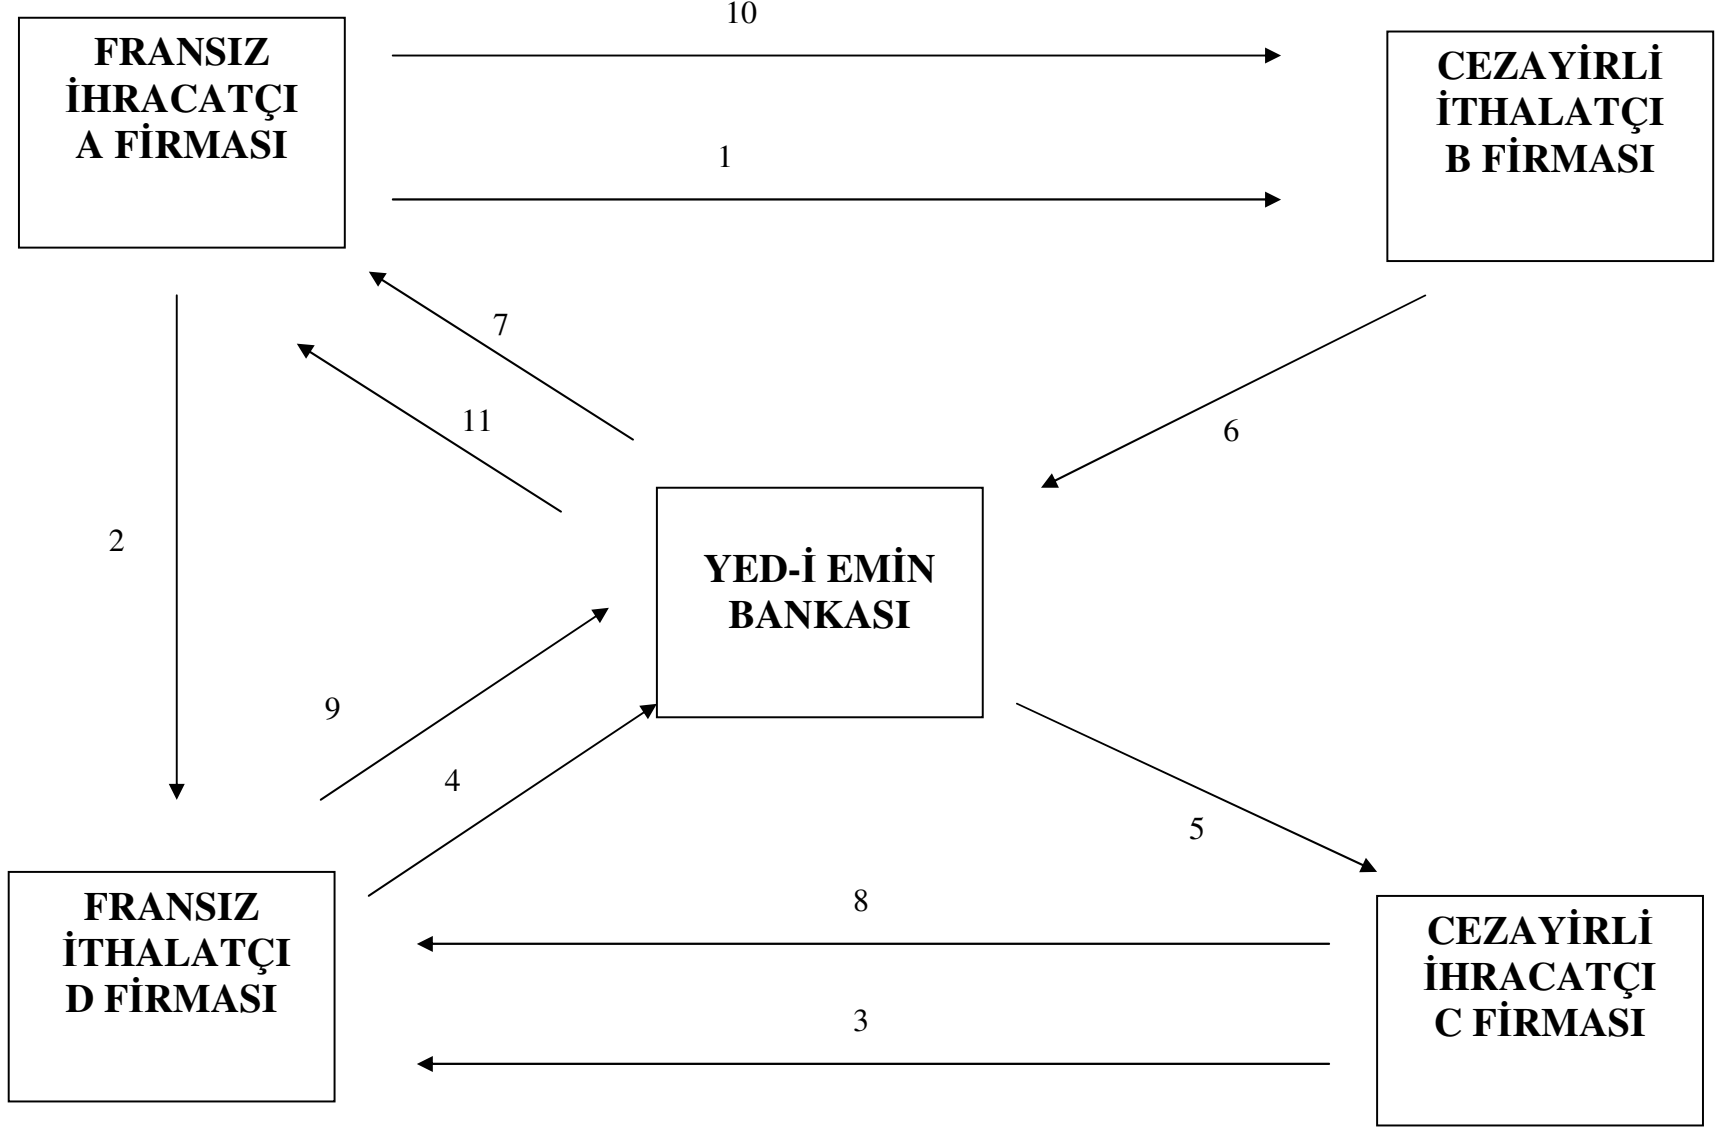 10
FRANSIZ
İHRACATÇI
A FİRMASI
CEZAYİRLİ
İTHALATÇI
B FİRMASI
1
7
11
6
2
YED-İ EMİN
BANKASI
9
4
5
8
FRANSIZ
İTHALATÇI
D FİRMASI
CEZAYİRLİ
İHRACATÇI
C FİRMASI
3